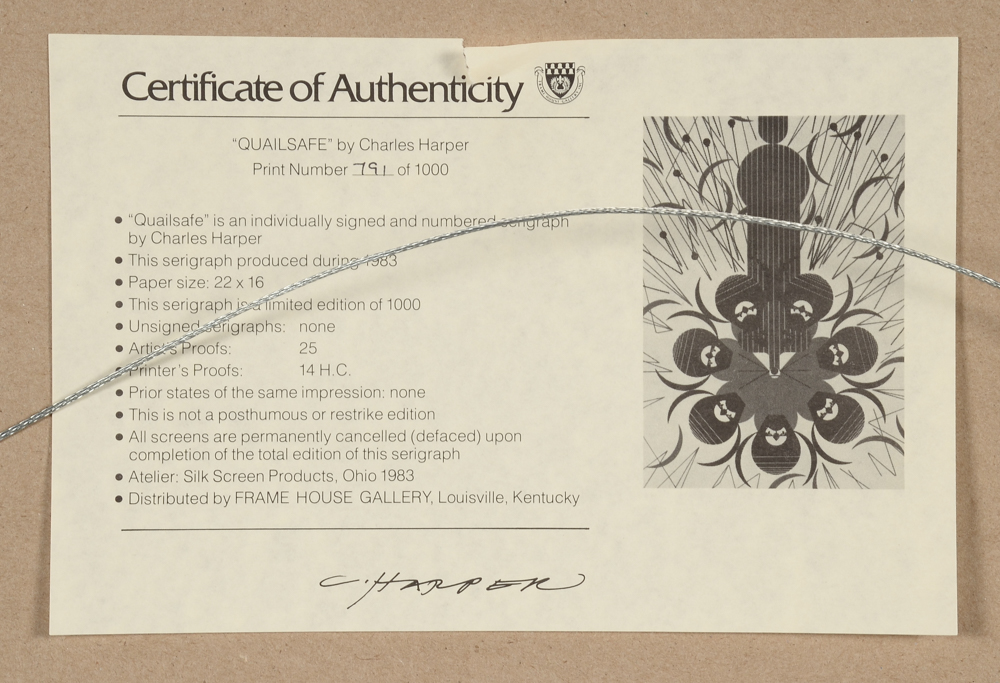 Certificate of Authenticity
“QUAILSAFE” by Charles Harper
Print Number 791 of 1000
● “Quailsafe” is an individually signed and numbered serigraph
by Charles Harper
● This serigraph produced during 1983
● Paper size: 22 x 16
● This serigraph is a limited edition of 1000
● Unsigned serigraphs: none
● Artist's Proofs: 25
● Printer's Proofs: 14 H.C.
● Prior states of the same impression: none
● This is not a posthumous or restrike edition
● All screens are permanently cancelled (defaced) upon
completion of the total edition of this serigraph
● Atelier: Silk Screen Products, Ohio 1983
● Distributed by FRAME HOUSE GALLERY, Louisville, Kentucky
C. HARPER